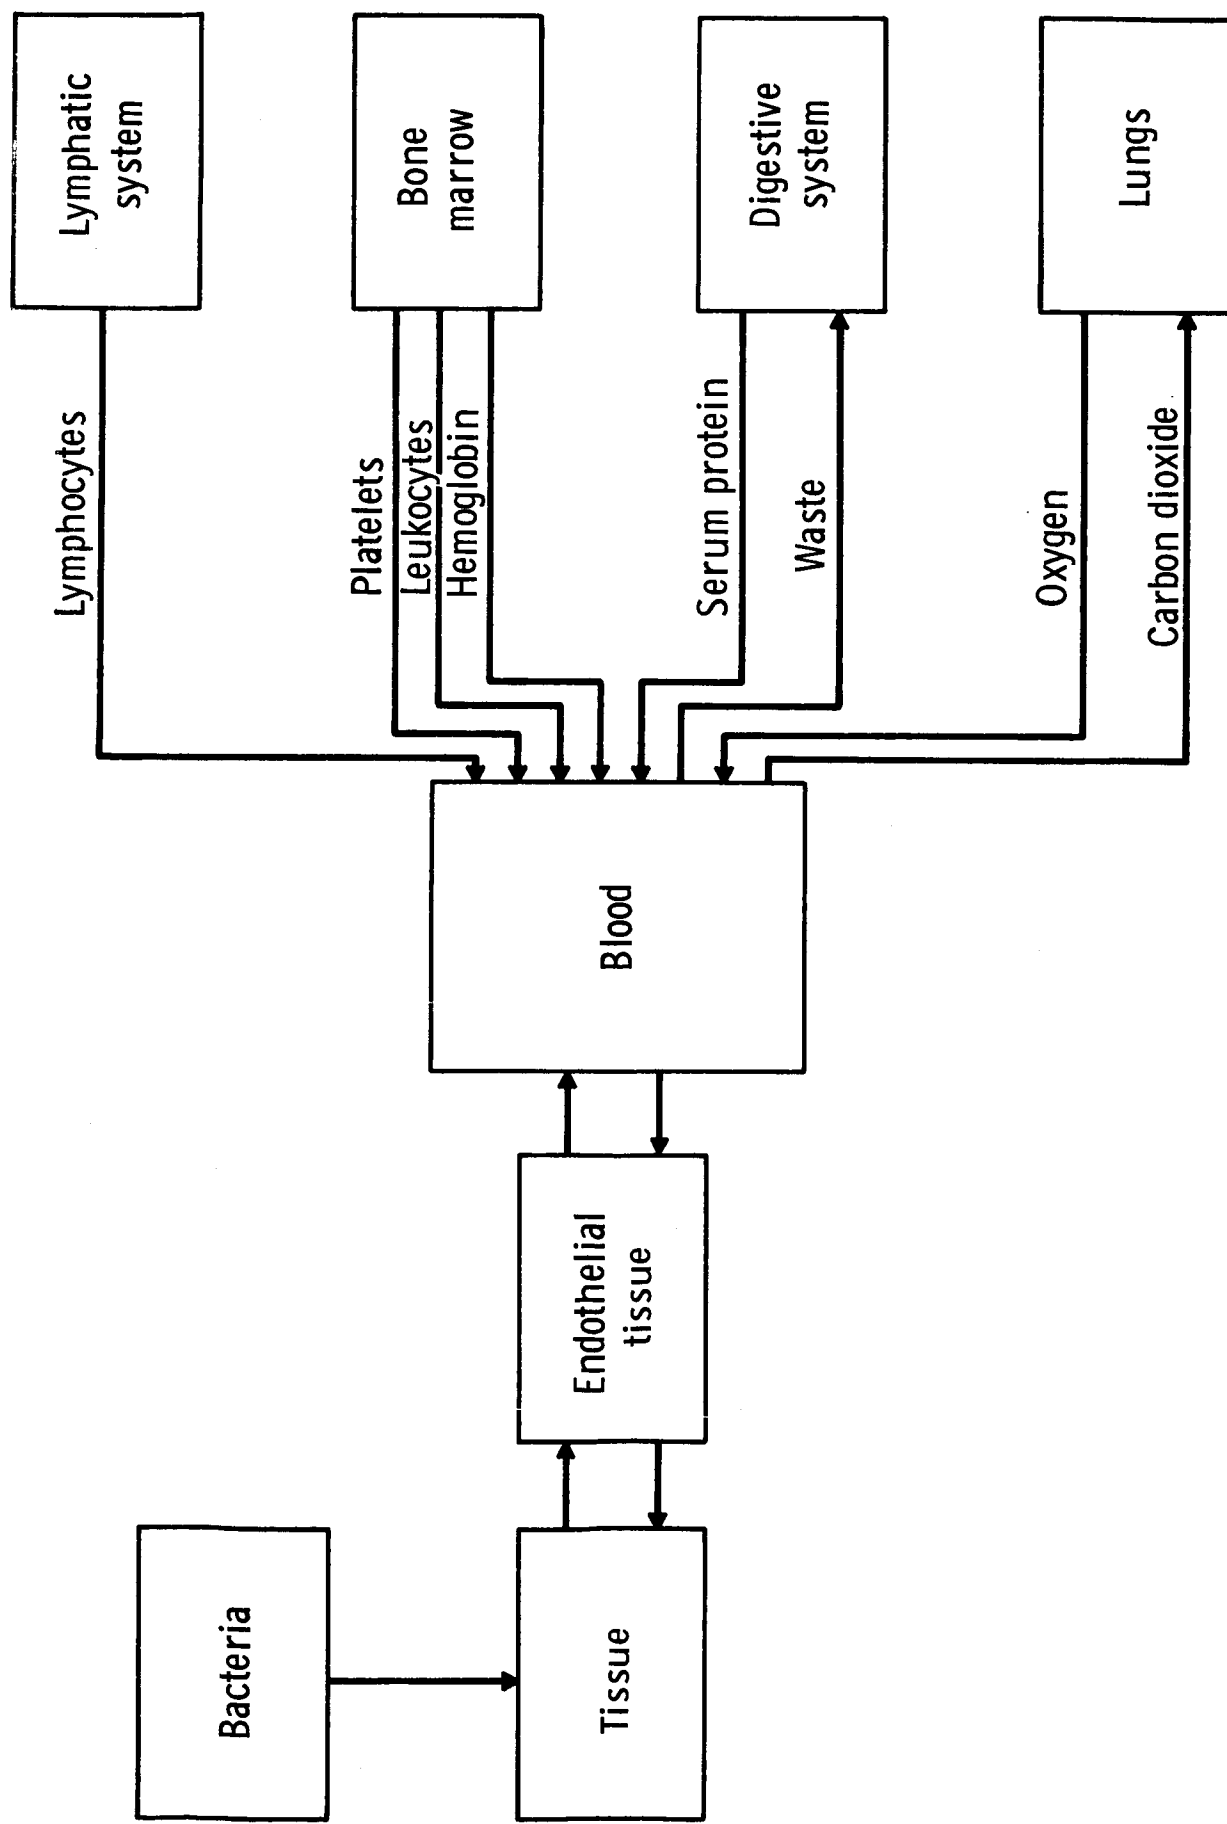 Bacteria
Tissue
Endothelial
tissue
Blood
Lymphocytes
Platelets
Leukocytes
Hemoglobin
Serum protein
Waste
Oxygen
Carbon dioxide
Lymphatic
system
Bone
marrow
Digestive
system
Lungs